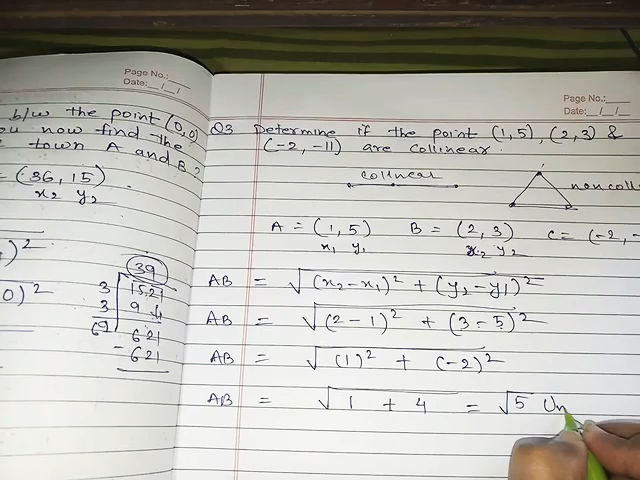 Page No.:
Date: / /
b/w the point (0,0)
now find the
town A and B?
= (36, 15)
x2 y2
)²
0)²
39
3 1521
3 9
69 621
- 621
Page No.:
Date: / /
Q3 Determine if the point (1,5), (2,3) &
(-2, -11) are collinear.
collinear
A = (1, 5) B = (2, 3) C = (-2,
x1 y1 x2 y2
AB = √(x2-x1)² + (y2-y1)²
AB = √(2-1)² + (3-5)²
AB = √(1)² + (-2)²
AB = √1 + 4 = √5